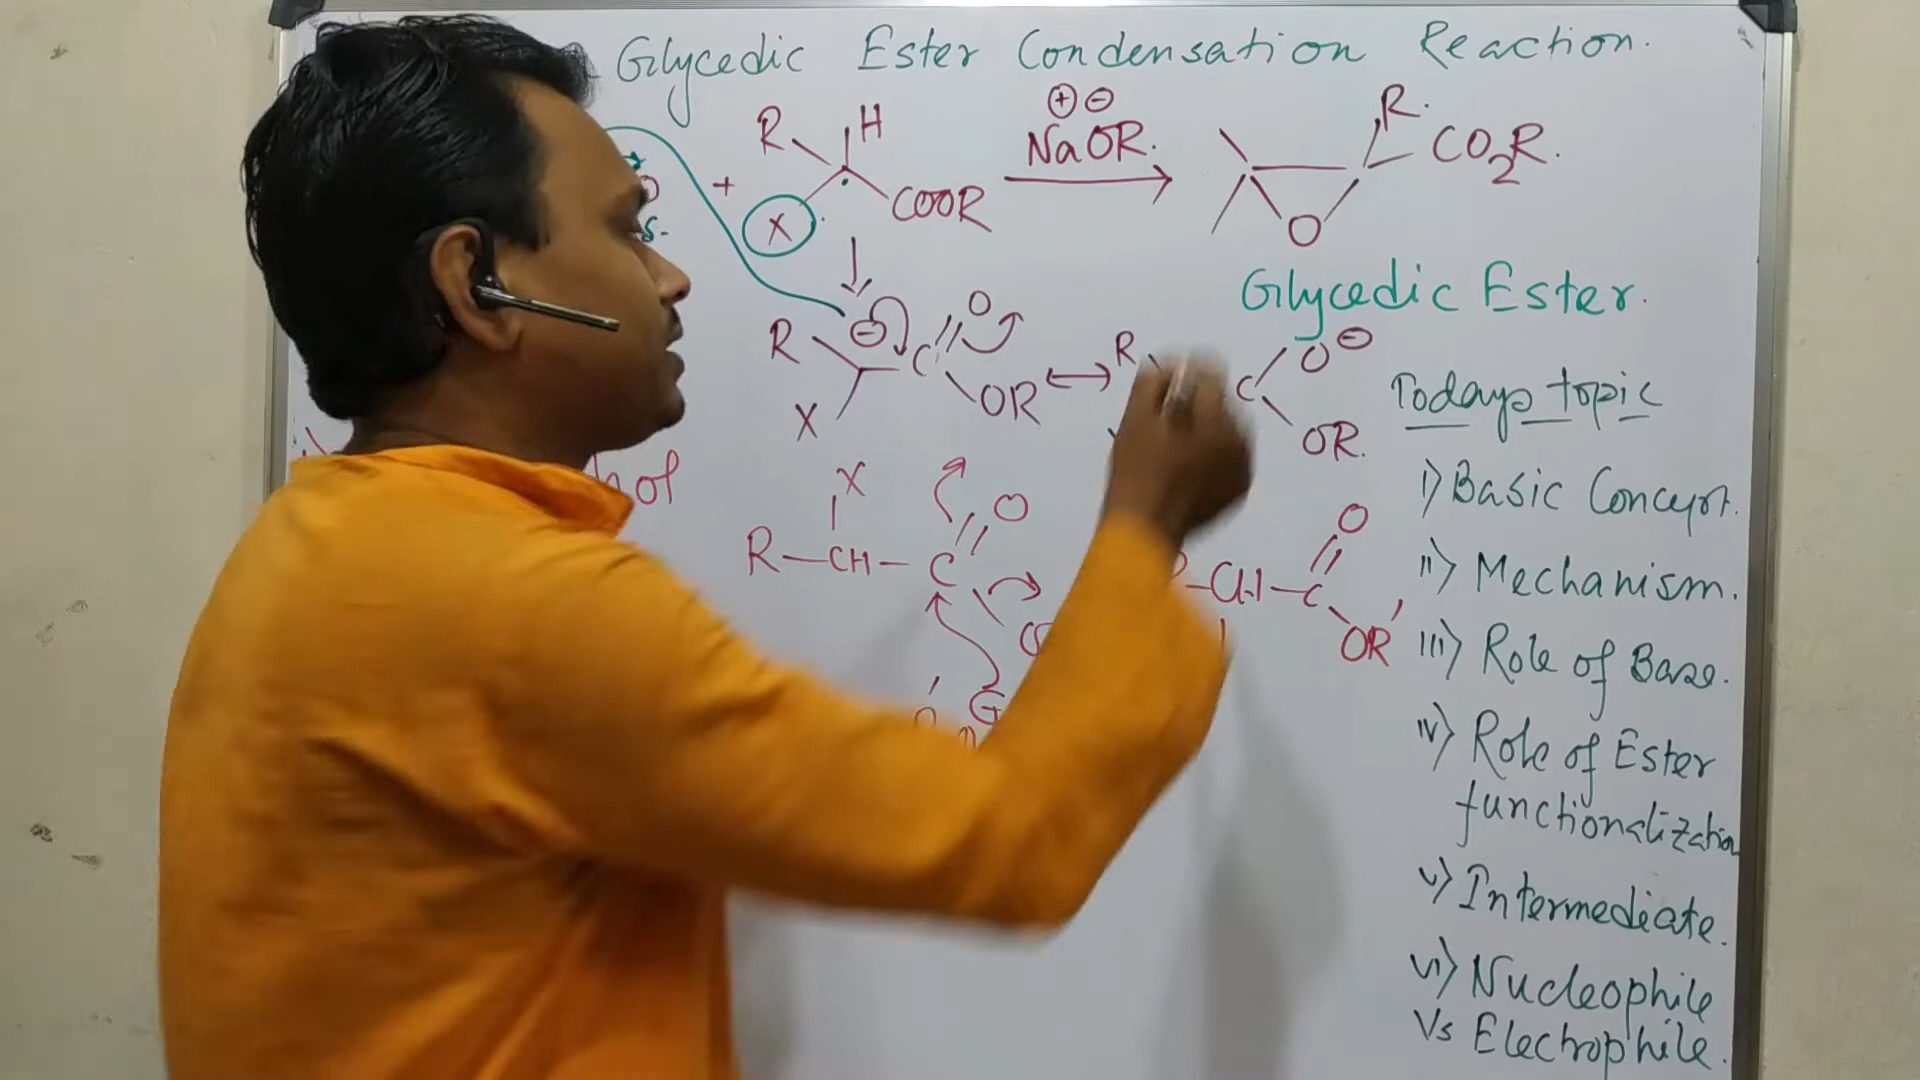 Glycedic Ester Condensation Reaction.
R H ⊕ ⊖ R.
+ NaOR. CO2R.
X COOR O
Glycedic Ester.
R ⊖ C O OR R C O ⊖
X OR.
Todays topic
X O O
R-CH-C -CH-C
OR'
i) Basic Concept.
ii) Mechanism.
iii) Role of Base.
iv) Role of Ester
functionalization
v) Intermediate.
vi) Nucleophile
Vs Electrophile.